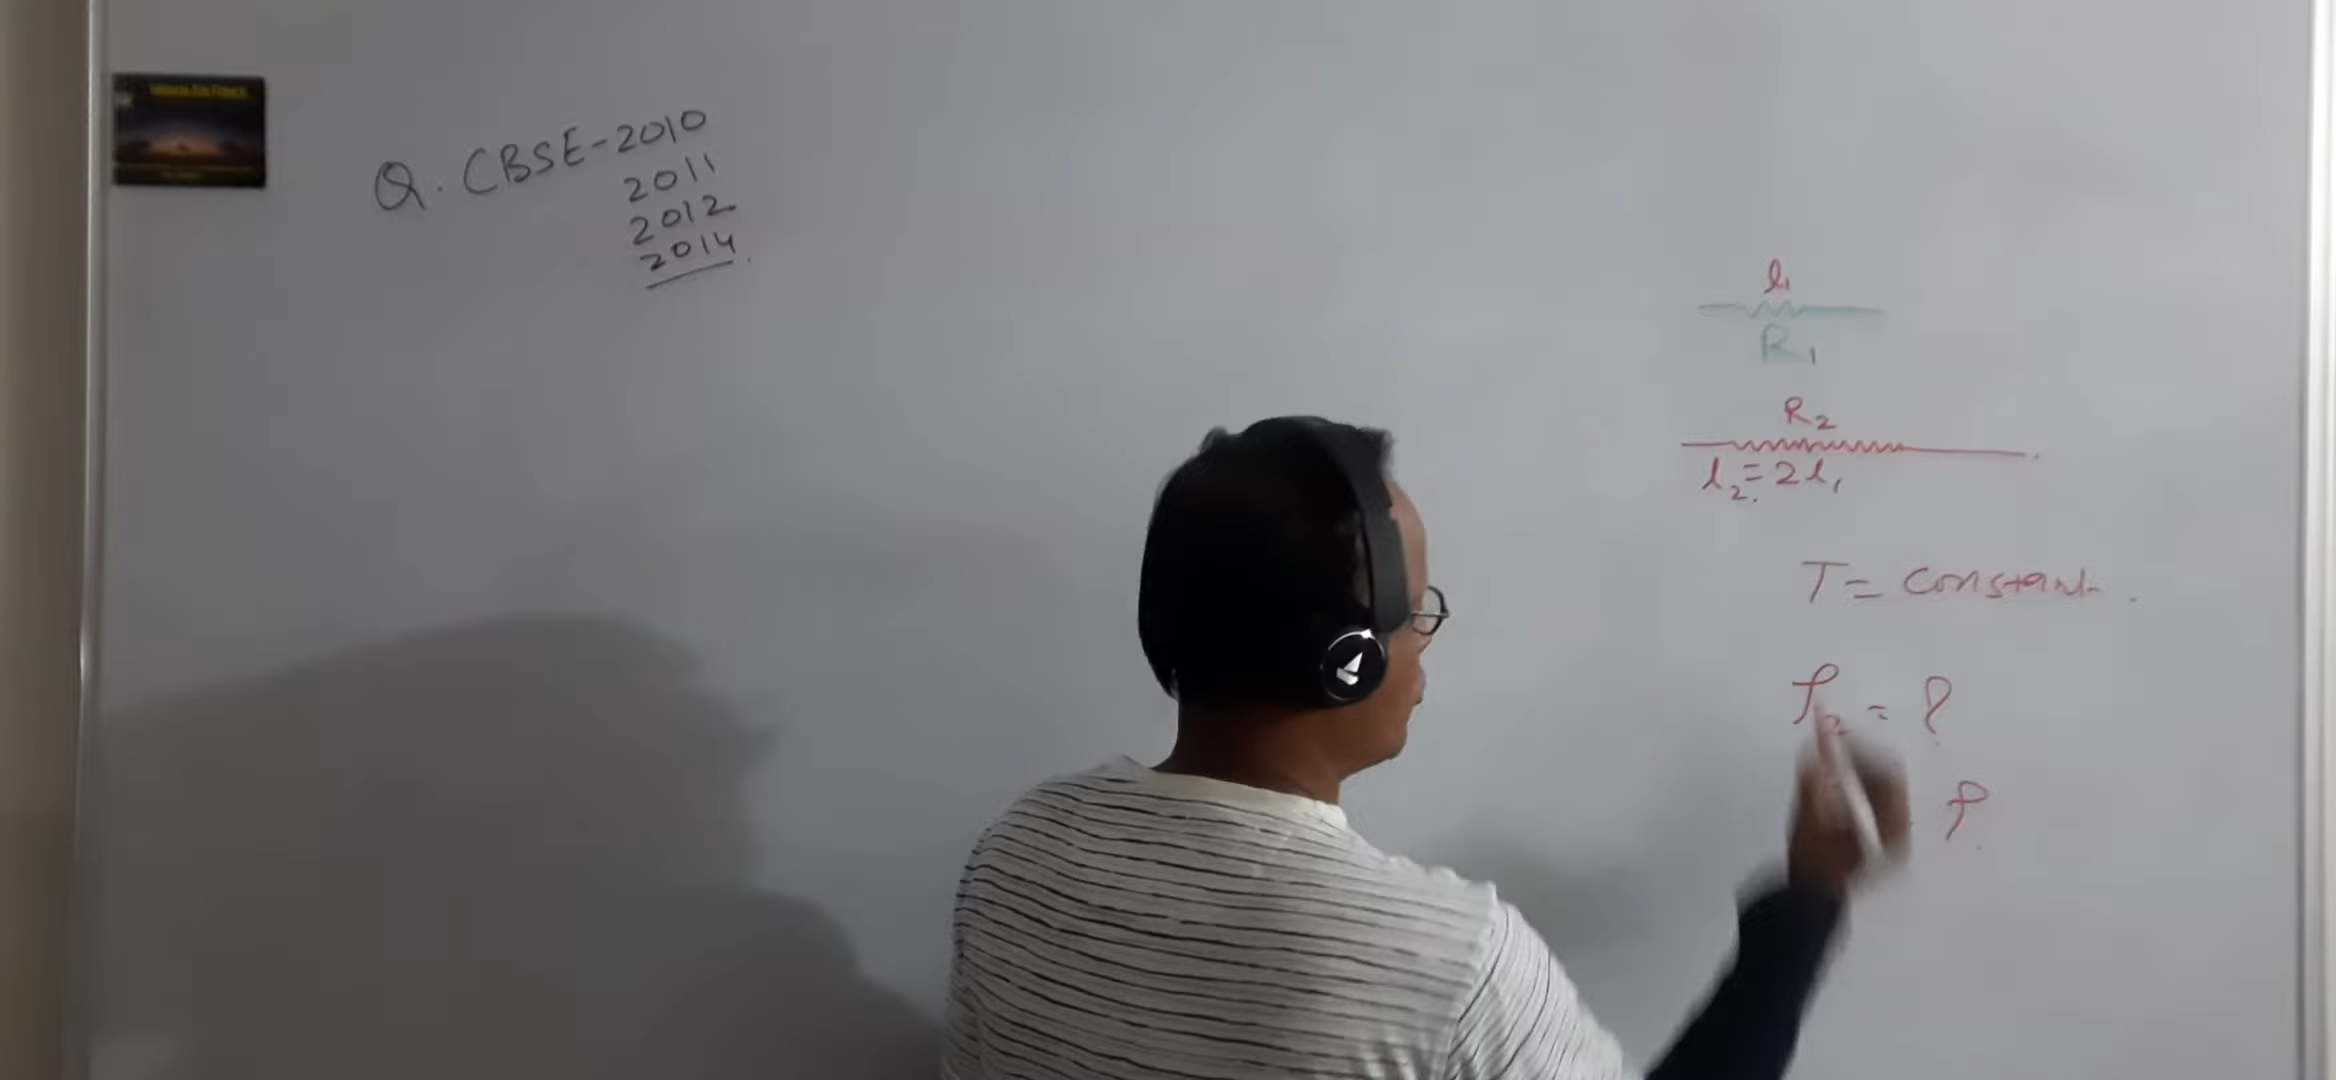 Q. CBSE-2010
2011
2012
2014.
l₁
R₁
R₂
l₂=2l₁
T = constant.
ρ₂ = ?
ρ